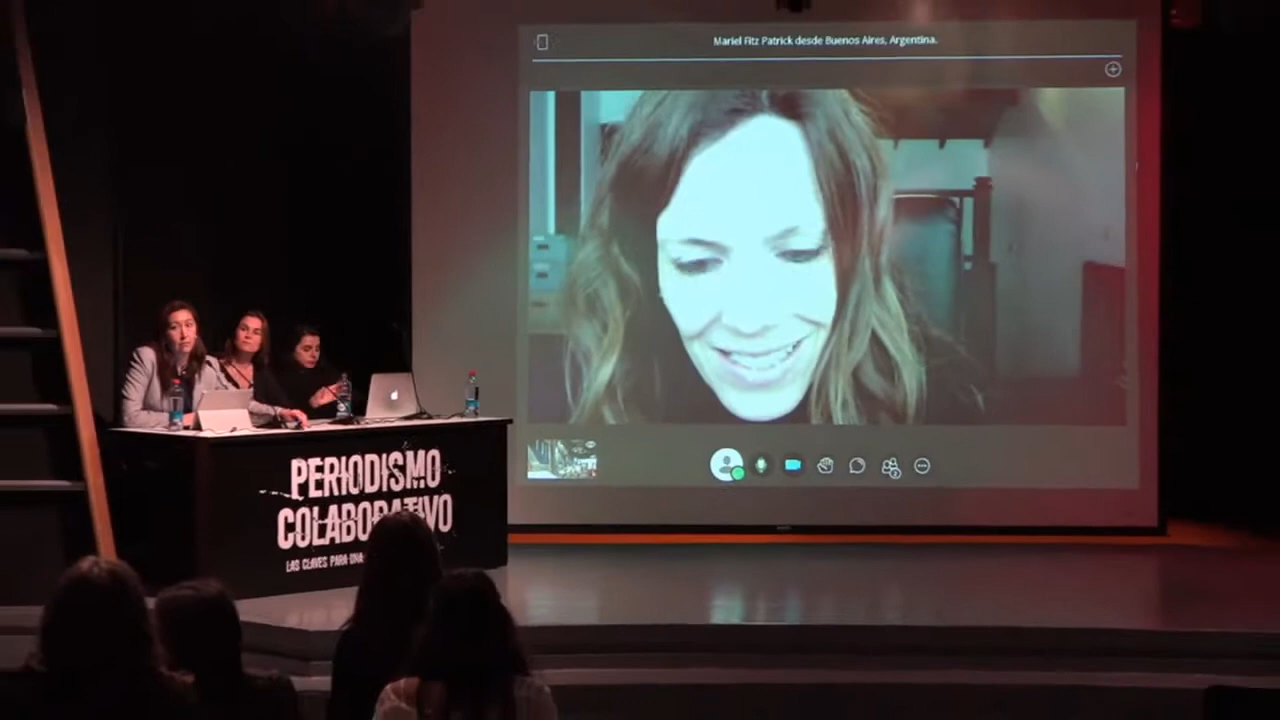 Mariel Fitz Patrick desde Buenos Aires, Argentina.
PERIODISMO
COLABORATIVO
LAS CLAVES PARA UNA